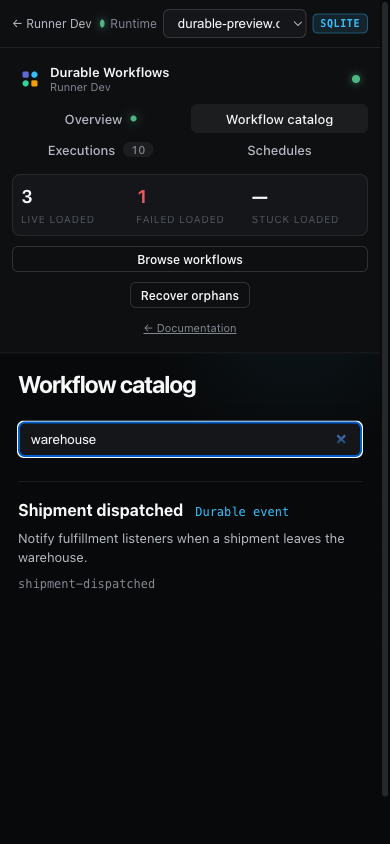 ← Runner Dev Runtime durable-preview.c SQLITE
Durable Workflows
Runner Dev
Overview Workflow catalog
Executions 10 Schedules
3 1 —
LIVE LOADED FAILED LOADED STUCK LOADED
Browse workflows
Recover orphans
← Documentation
Workflow catalog
warehouse
Shipment dispatched Durable event
Notify fulfillment listeners when a shipment leaves the
warehouse.
shipment-dispatched